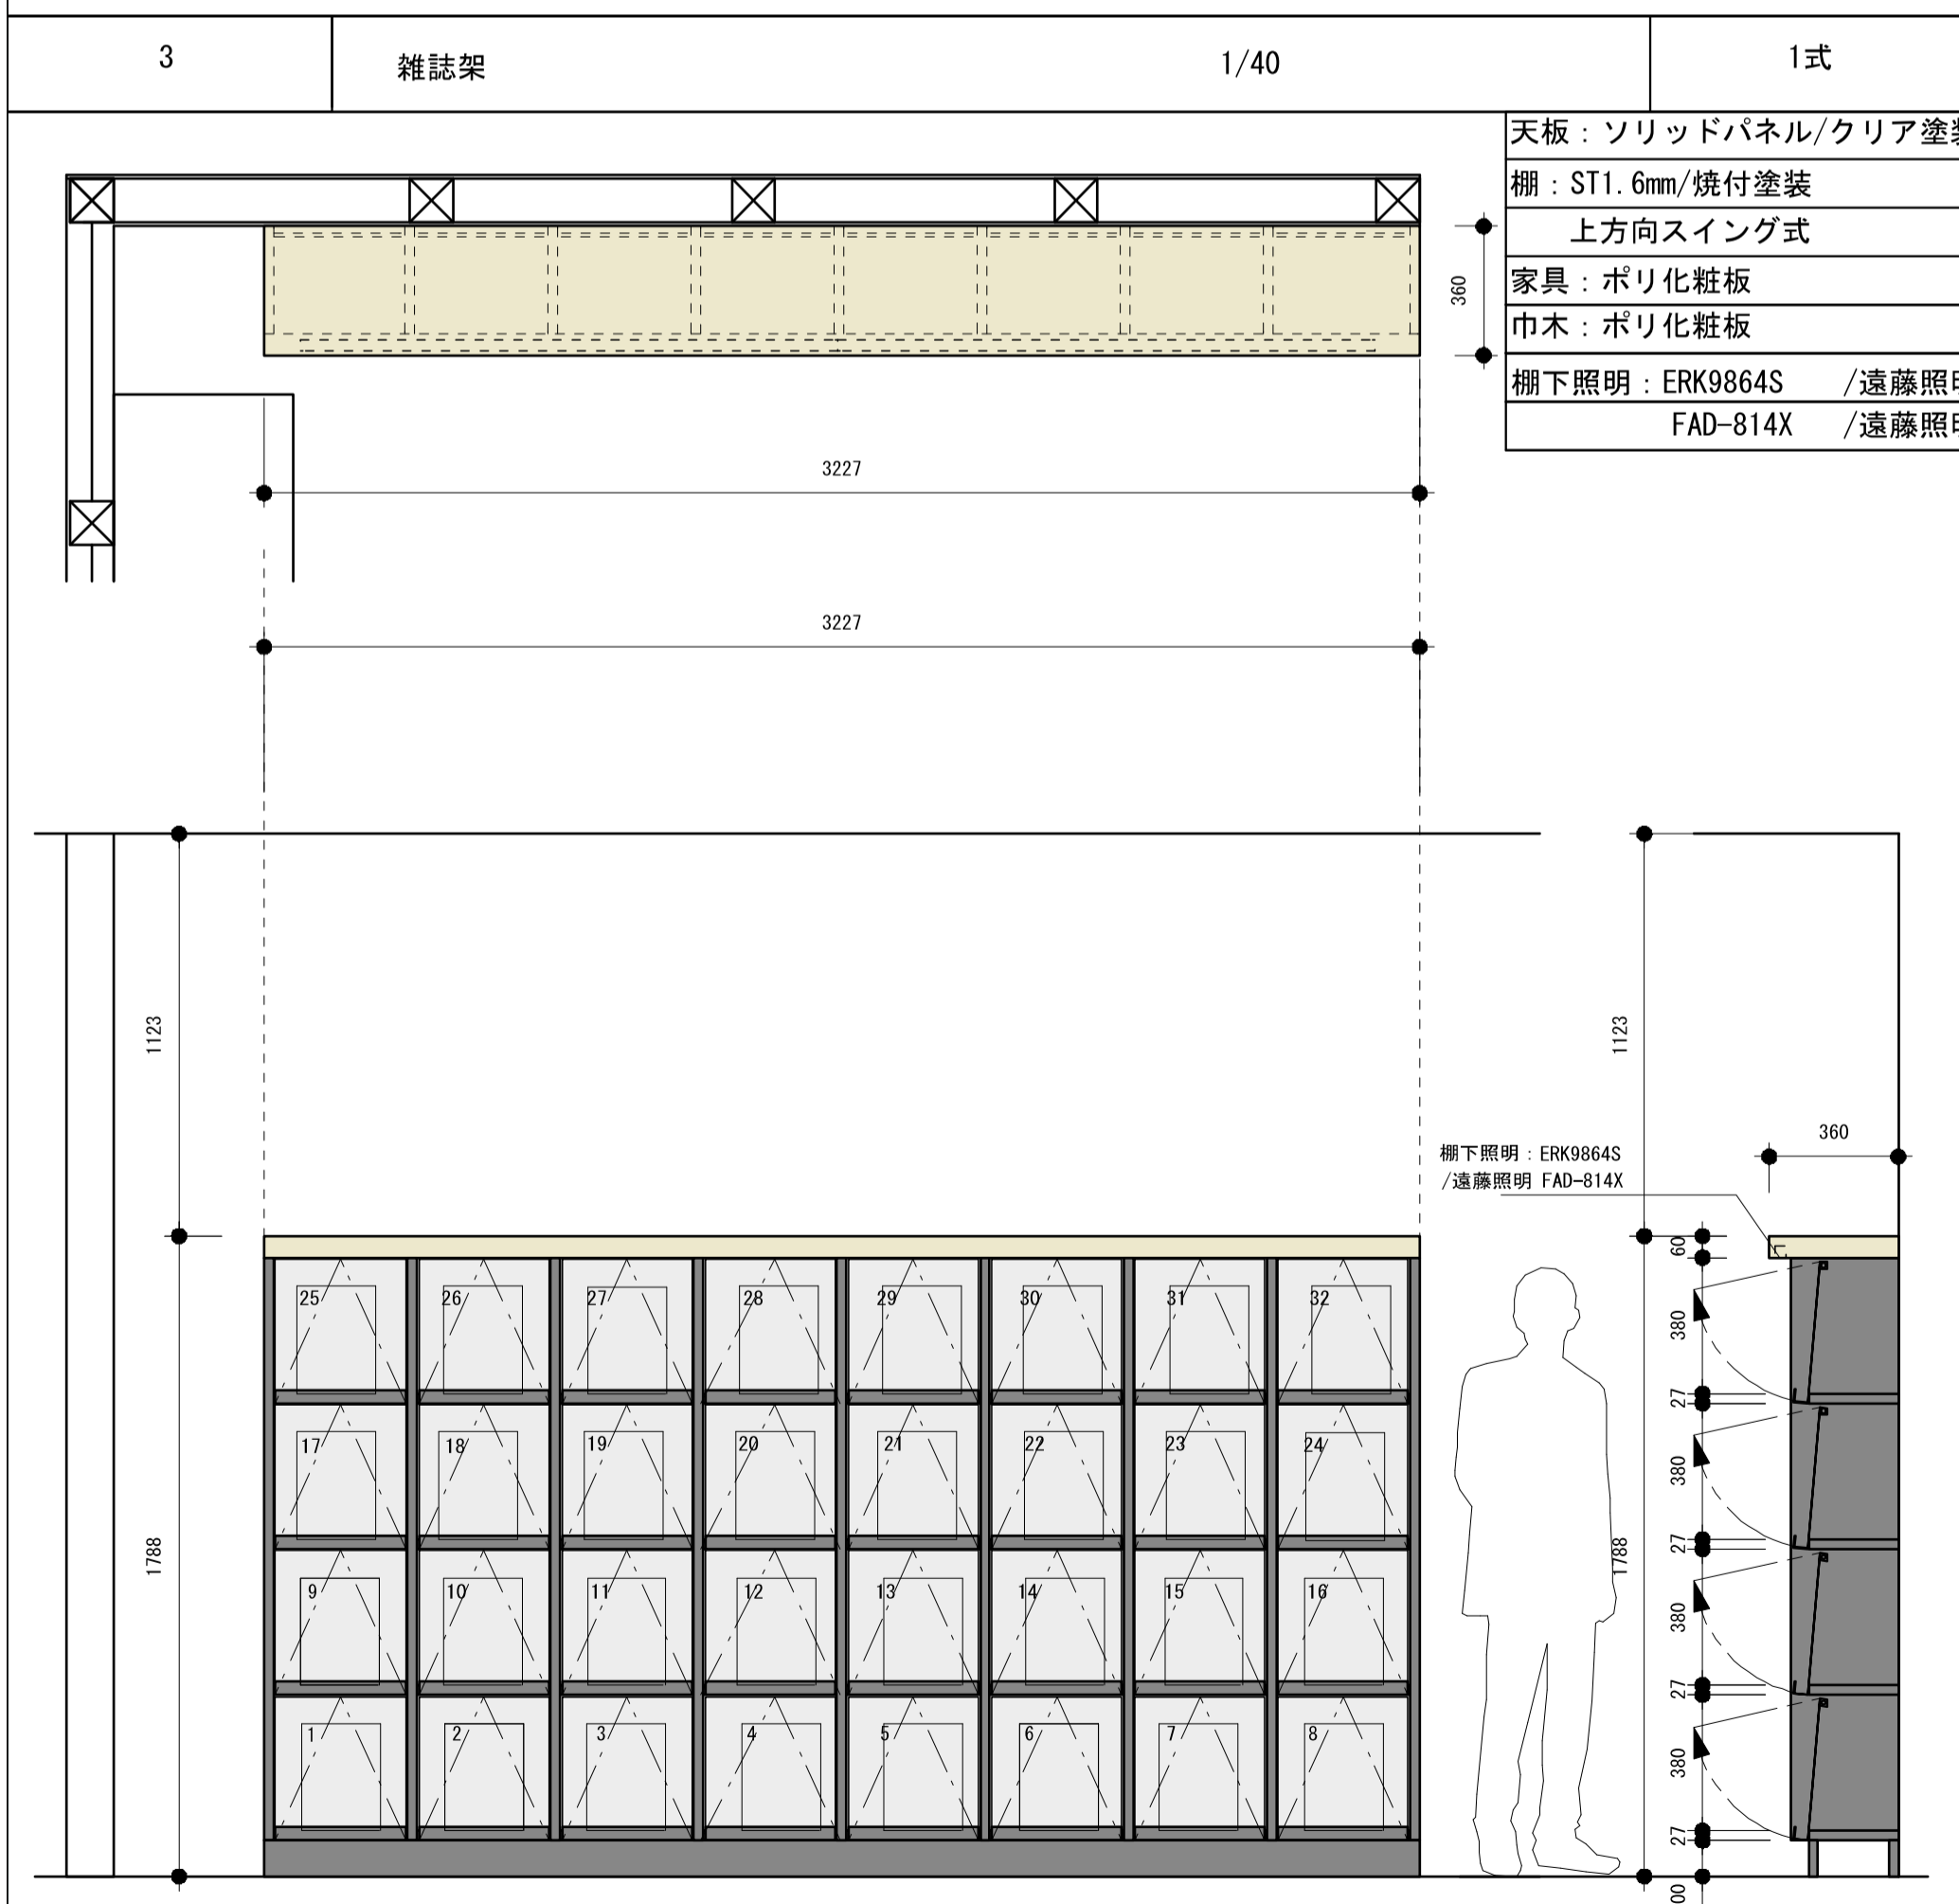 3
雑誌架
1/40
1式
天板：ソリッドパネル/クリア塗
棚：ST1.6mm/焼付塗装
上方向スイング式
家具：ポリ化粧板
巾木：ポリ化粧板
棚下照明：ERK9864S /遠藤照
FAD-814X /遠藤照
360
3227
3227
1123
1123
360
棚下照明：ERK9864S
/遠藤照明 FAD-814X
60
25 26 27 28 29 30 31 32
380
27
17 18 19 20 21 22 23 24
380
27
1788
1788
9 10 11 12 13 14 15 16
380
27
1 2 3 4 5 6 7 8
380
27
00